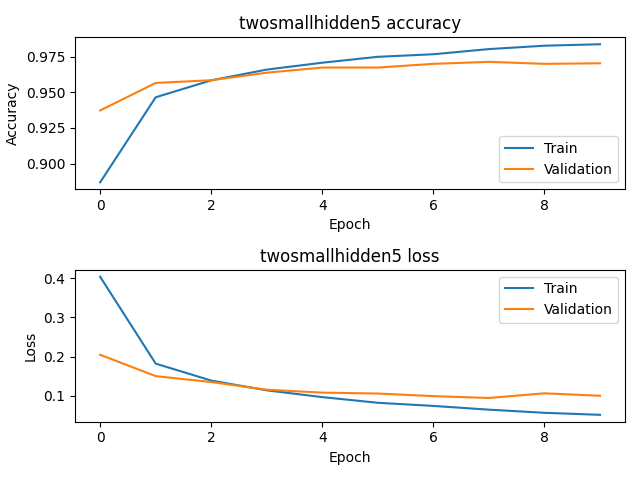 twosmallhidden5 accuracy
0.975
0.950
0.925
0.900
Accuracy
Train
Validation
0 2 4 6 8
Epoch
twosmallhidden5 loss
0.4
0.3
0.2
0.1
Loss
Train
Validation
0 2 4 6 8
Epoch